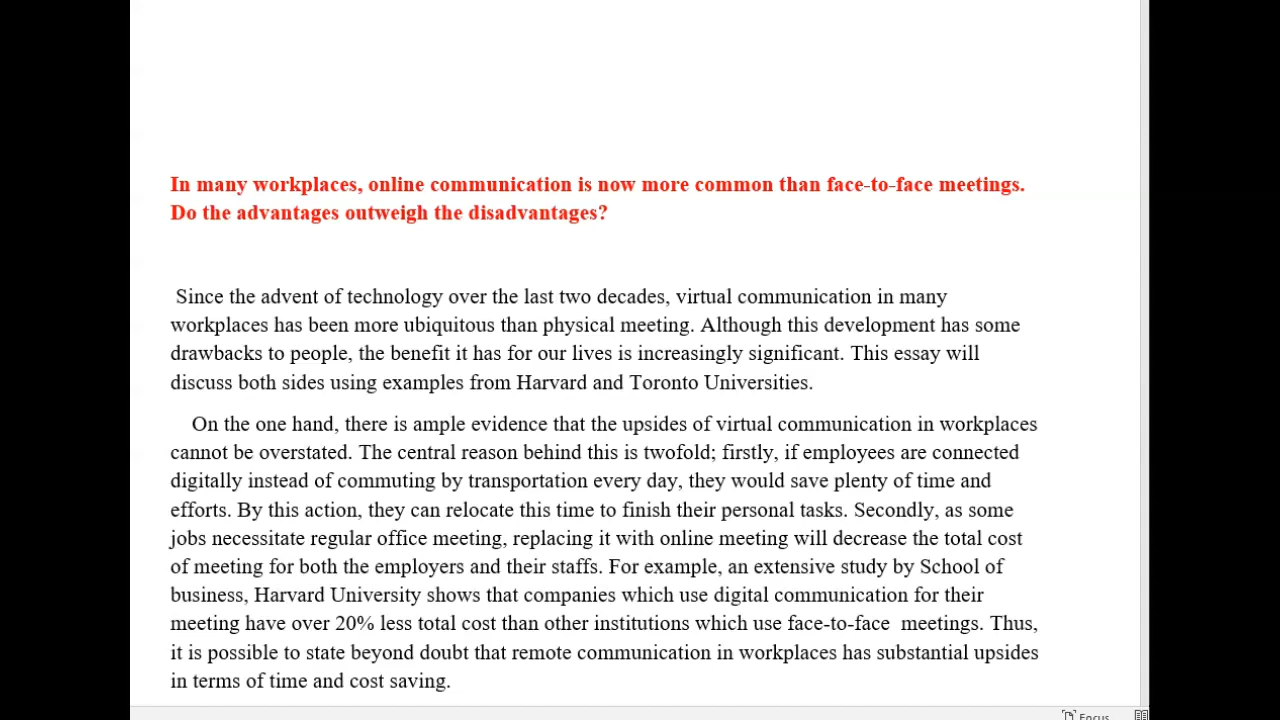 In many workplaces, online communication is now more common than face-to-face meetings.
Do the advantages outweigh the disadvantages?
Since the advent of technology over the last two decades, virtual communication in many
workplaces has been more ubiquitous than physical meeting. Although this development has some
drawbacks to people, the benefit it has for our lives is increasingly significant. This essay will
discuss both sides using examples from Harvard and Toronto Universities.
On the one hand, there is ample evidence that the upsides of virtual communication in workplaces
cannot be overstated. The central reason behind this is twofold; firstly, if employees are connected
digitally instead of commuting by transportation every day, they would save plenty of time and
efforts. By this action, they can relocate this time to finish their personal tasks. Secondly, as some
jobs necessitate regular office meeting, replacing it with online meeting will decrease the total cost
of meeting for both the employers and their staffs. For example, an extensive study by School of
business, Harvard University shows that companies which use digital communication for their
meeting have over 20% less total cost than other institutions which use face-to-face  meetings. Thus,
it is possible to state beyond doubt that remote communication in workplaces has substantial upsides
in terms of time and cost saving.
Focus